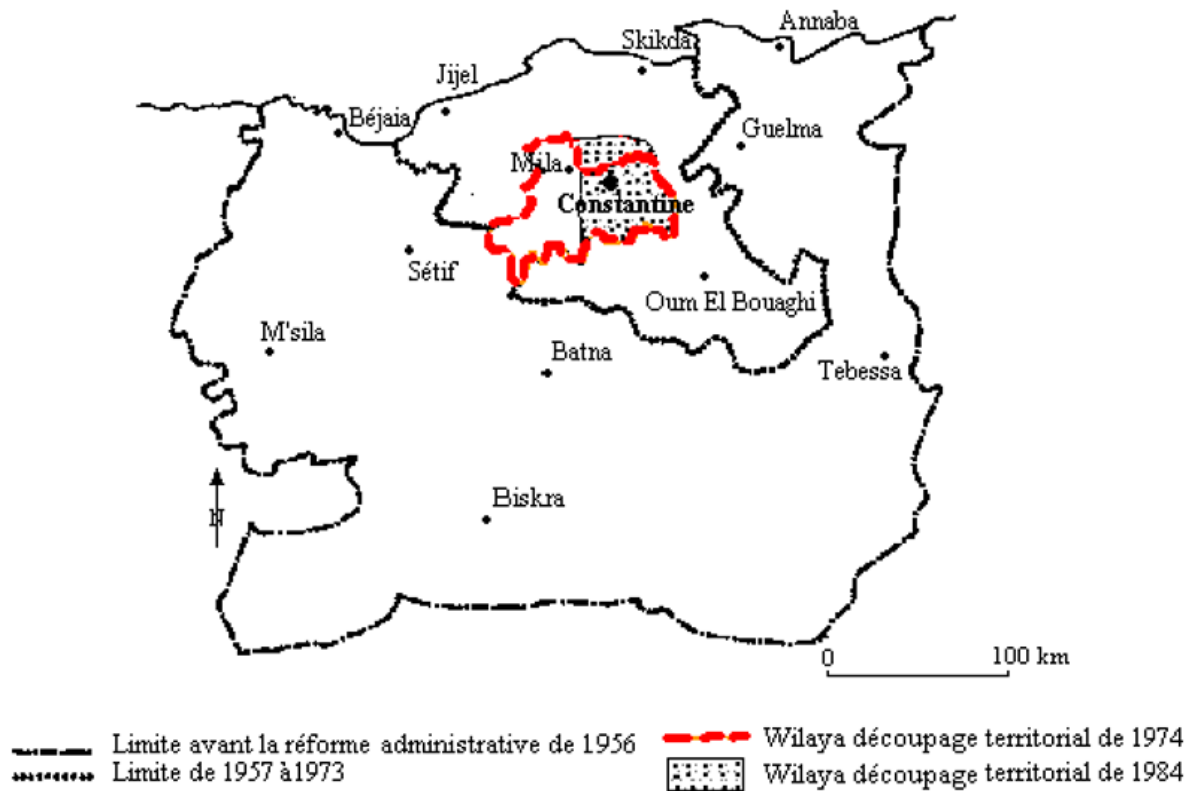 Annaba
Skikda
Jijel
Béjaia
Guelma
Mila
Constantine
Sétif
Oum El Bouaghi
M'sila
Batna
Tebessa
Biskra
N
0 100 km
Limite avant la réforme administrative de 1956
Limite de 1957 à1973
Wilaya découpage territorial de 1974
Wilaya découpage territorial de 1984